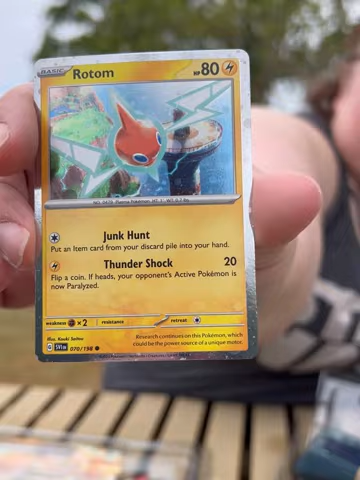 BASIC Rotom HP 80
NO. 0479 Plasma Pokémon HT: 1' WT: 0.7 lbs.
Junk Hunt
Put an Item card from your discard pile into your hand.
Thunder Shock 20
Flip a coin. If heads, your opponent's Active Pokémon is
now Paralyzed.
weakness ×2 resistance retreat
Illus. Kouki Saitou
SVI EN 070/198
Research continues on this Pokémon, which
could be the power source of a unique motor.